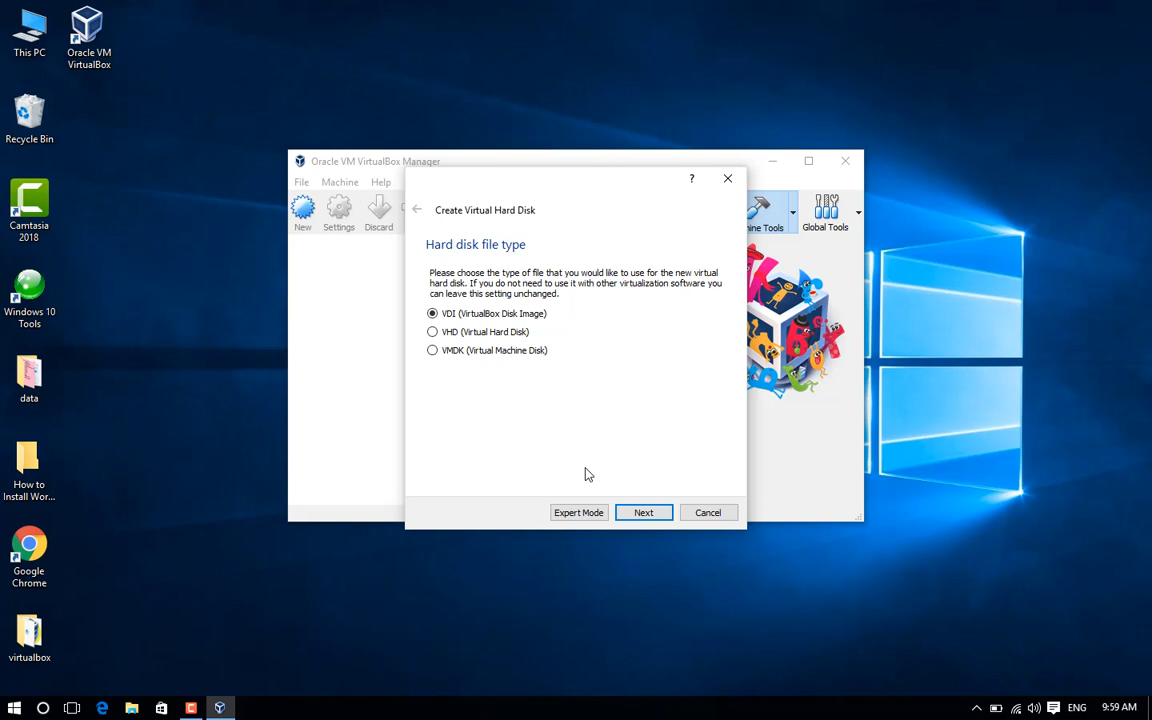 This PC
Oracle VM
VirtualBox
Recycle Bin
Camtasia
2018
Windows 10
Tools
data
How to
Install Wor...
Google
Chrome
virtualbox
Oracle VM VirtualBox Manager
File
Machine
Help
New
Settings
Discard
ine Tools
Global Tools
?
Create Virtual Hard Disk
Hard disk file type
Please choose the type of file that you would like to use for the new virtual
hard disk. If you do not need to use it with other virtualization software you
can leave this setting unchanged.
VDI (VirtualBox Disk Image)
VHD (Virtual Hard Disk)
VMDK (Virtual Machine Disk)
Expert Mode
Next
Cancel
ENG
9:59 AM